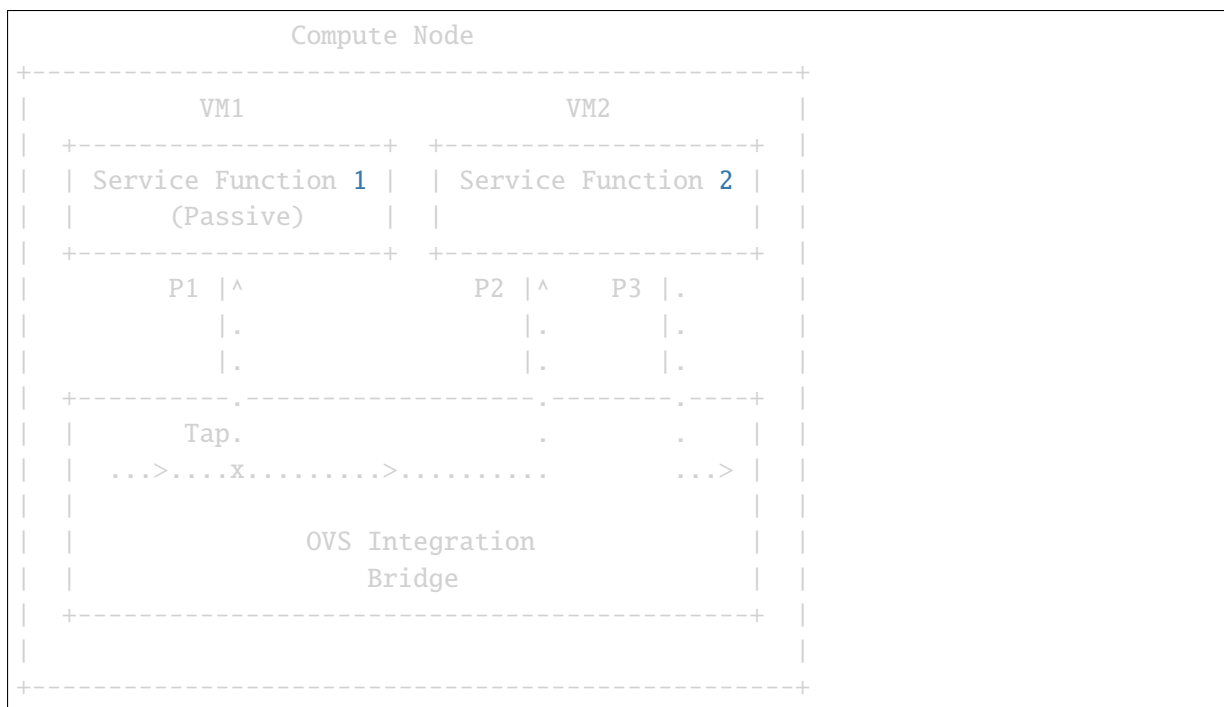 Compute Node
+--------------------------------------------------+
|           VM1                     VM2            |
|  +--------------------+  +--------------------+  |
|  | Service Function 1 |  | Service Function 2 |  |
|  |      (Passive)     |  |                    |  |
|  +--------------------+  +--------------------+  |
|         P1 |^               P2 |^    P3 |.       |
|            |.                  |.       |.       |
|            |.                  |.       |.       |
|  +----------.-------------------.--------.----+  |
|  |       Tap.                   .        .    |  |
|  |  ...>....x.........>..........        ...> |  |
|  |                                            |  |
|  |               OVS Integration              |  |
|  |                   Bridge                   |  |
|  +--------------------------------------------+  |
|                                                  |
+--------------------------------------------------+